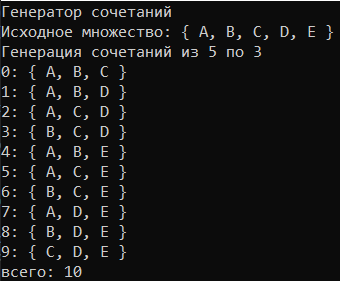 Генератор сочетаний
Исходное множество: { A, B, C, D, E }
Генерация сочетаний из 5 по 3
0: { A, B, C }
1: { A, B, D }
2: { A, C, D }
3: { B, C, D }
4: { A, B, E }
5: { A, C, E }
6: { B, C, E }
7: { A, D, E }
8: { B, D, E }
9: { C, D, E }
всего: 10